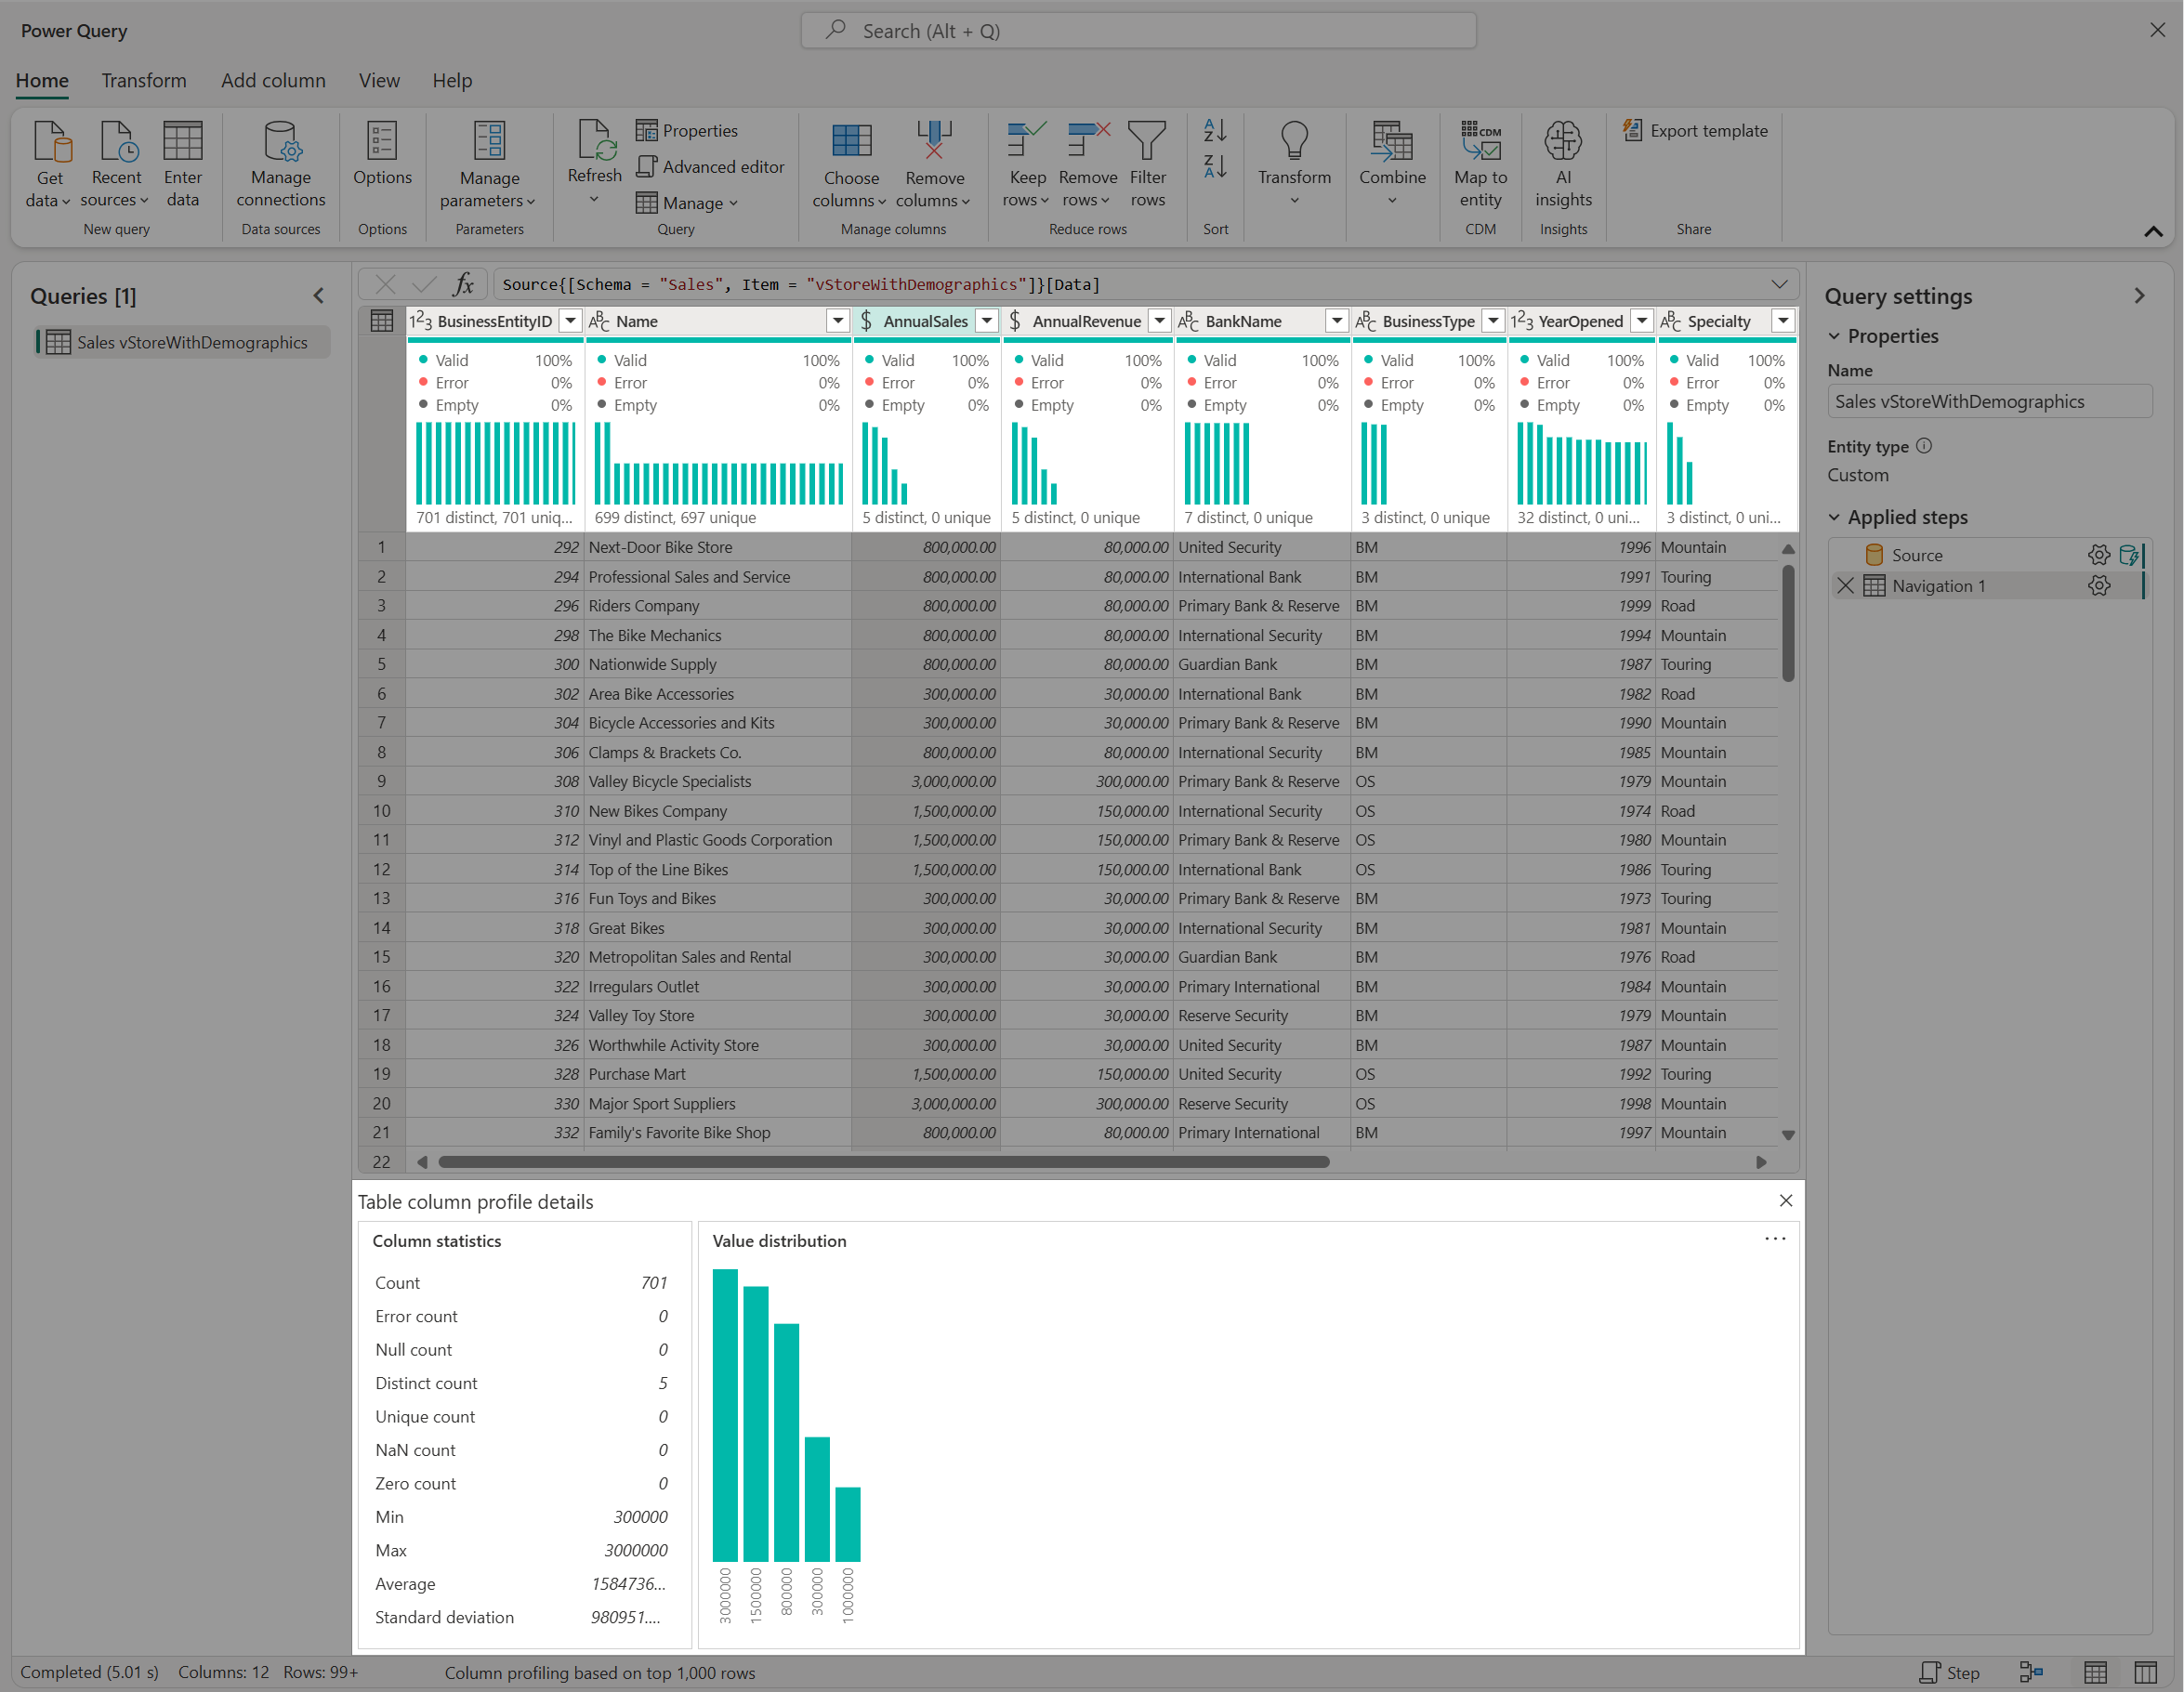 Power Query
Search (Alt + Q)
Home Transform Add column View Help
Get data
Recent sources
Enter data
New query
Manage connections
Data sources
Options
Options
Manage parameters
Parameters
Refresh
Properties
Advanced editor
Manage
Query
Choose columns
Remove columns
Manage columns
Keep rows
Remove rows
Filter rows
Reduce rows
Sort
Transform
Combine
CDM
Map to entity
CDM
AI insights
Insights
Export template
Share
Queries [1]
Sales vStoreWithDemographics
fx Source{[Schema = "Sales", Item = "vStoreWithDemographics"]}[Data]
123 BusinessEntityID ABC Name $ AnnualSales $ AnnualRevenue ABC BankName ABC BusinessType 123 YearOpened ABC Specialty
Valid 100% Valid 100% Valid 100% Valid 100% Valid 100% Valid 100% Valid 100% Valid 100%
Error 0% Error 0% Error 0% Error 0% Error 0% Error 0% Error 0% Error 0%
Empty 0% Empty 0% Empty 0% Empty 0% Empty 0% Empty 0% Empty 0% Empty 0%
701 distinct, 701 uniq... 699 distinct, 697 unique 5 distinct, 0 unique 5 distinct, 0 unique 7 distinct, 0 unique 3 distinct, 0 unique 32 distinct, 0 uni... 3 distinct, 0 uni...
1 292 Next-Door Bike Store 800,000.00 80,000.00 United Security BM 1996 Mountain
2 294 Professional Sales and Service 800,000.00 80,000.00 International Bank BM 1991 Touring
3 296 Riders Company 800,000.00 80,000.00 Primary Bank & Reserve BM 1999 Road
4 298 The Bike Mechanics 800,000.00 80,000.00 International Security BM 1994 Mountain
5 300 Nationwide Supply 800,000.00 80,000.00 Guardian Bank BM 1987 Touring
6 302 Area Bike Accessories 300,000.00 30,000.00 International Bank BM 1982 Road
7 304 Bicycle Accessories and Kits 300,000.00 30,000.00 Primary Bank & Reserve BM 1990 Mountain
8 306 Clamps & Brackets Co. 800,000.00 80,000.00 International Security BM 1985 Mountain
9 308 Valley Bicycle Specialists 3,000,000.00 300,000.00 Primary Bank & Reserve OS 1979 Mountain
10 310 New Bikes Company 1,500,000.00 150,000.00 International Security OS 1974 Road
11 312 Vinyl and Plastic Goods Corporation 1,500,000.00 150,000.00 Primary Bank & Reserve OS 1980 Mountain
12 314 Top of the Line Bikes 1,500,000.00 150,000.00 International Bank OS 1986 Touring
13 316 Fun Toys and Bikes 300,000.00 30,000.00 Primary Bank & Reserve BM 1973 Touring
14 318 Great Bikes 300,000.00 30,000.00 International Security BM 1981 Mountain
15 320 Metropolitan Sales and Rental 300,000.00 30,000.00 Guardian Bank BM 1976 Road
16 322 Irregulars Outlet 300,000.00 30,000.00 Primary International BM 1984 Mountain
17 324 Valley Toy Store 300,000.00 30,000.00 Reserve Security BM 1979 Mountain
18 326 Worthwhile Activity Store 300,000.00 30,000.00 United Security BM 1987 Mountain
19 328 Purchase Mart 1,500,000.00 150,000.00 United Security OS 1992 Touring
20 330 Major Sport Suppliers 3,000,000.00 300,000.00 Reserve Security OS 1998 Mountain
21 332 Family's Favorite Bike Shop 800,000.00 80,000.00 Primary International BM 1997 Mountain
22
Table column profile details
Column statistics
Count 701
Error count 0
Null count 0
Distinct count 5
Unique count 0
NaN count 0
Zero count 0
Min 300000
Max 3000000
Average 1584736...
Standard deviation 980951....
Value distribution
...
3000000
1500000
800000
300000
1000000
Query settings
Properties
Name
Sales vStoreWithDemographics
Entity type
Custom
Applied steps
Source
Navigation 1
Completed (5.01 s) Columns: 12 Rows: 99+ Column profiling based on top 1,000 rows Step